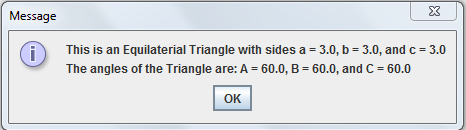 Message
This is an Equilaterial Triangle with sides a = 3.0, b = 3.0, and c = 3.0
The angles of the Triangle are: A = 60.0, B = 60.0, and C = 60.0
OK